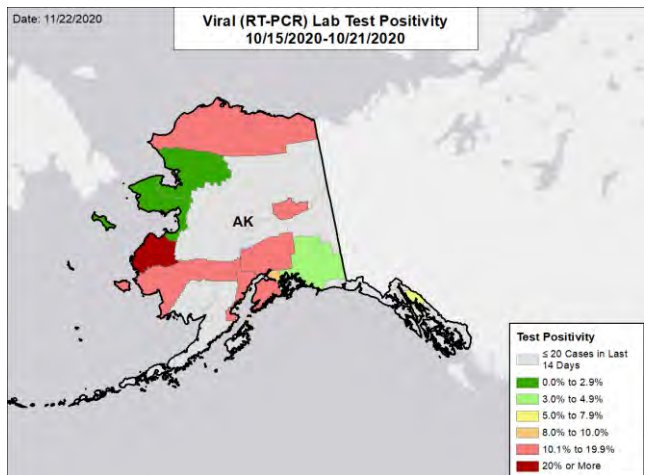 Date: 11/22/2020
Viral (RT-PCR) Lab Test Positivity
10/15/2020-10/21/2020
AK
Test Positivity
≤ 20 Cases in Last
14 Days
0.0% to 2.9%
3.0% to 4.9%
5.0% to 7.9%
8.0% to 10.0%
10.1% to 19.9%
20% or More